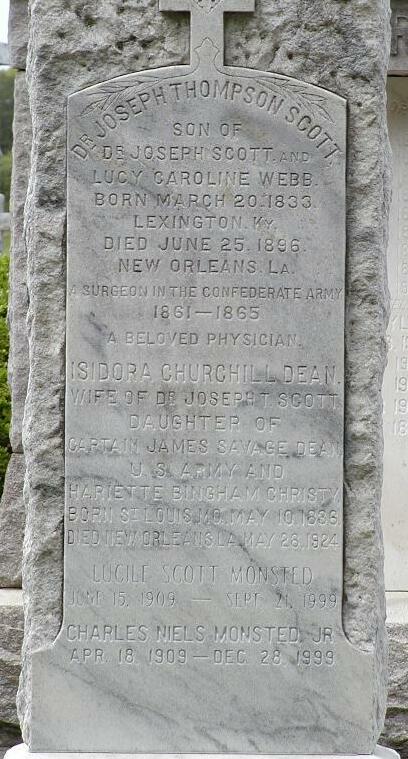 DR JOSEPH THOMPSON SCOTT,
SON OF
DR JOSEPH SCOTT. AND
LUCY CAROLINE WEBB.
BORN MARCH 20. 1833.
LEXINGTON. KY.
DIED JUNE 25. 1896.
NEW ORLEANS. LA.
A SURGEON IN THE CONFEDERATE ARMY
1861—1865
A BELOVED PHYSICIAN.
ISIDORA CHURCHILL DEAN.
WIFE OF DR JOSEPH T. SCOTT
DAUGHTER OF
CAPTAIN JAMES SAVAGE DEAN
U.S. ARMY AND
HARIETTE BINGHAM CHRISTY
BORN ST LOUIS, MO. MAY 10. 1836.
DIED NEW ORLEANS, LA. MAY 26. 1924.
LUCILE SCOTT MONSTED
JUNE 15, 1909 — SEPT. 21, 1999
CHARLES NIELS MONSTED, JR.
APR. 18, 1909 — DEC. 28, 1999